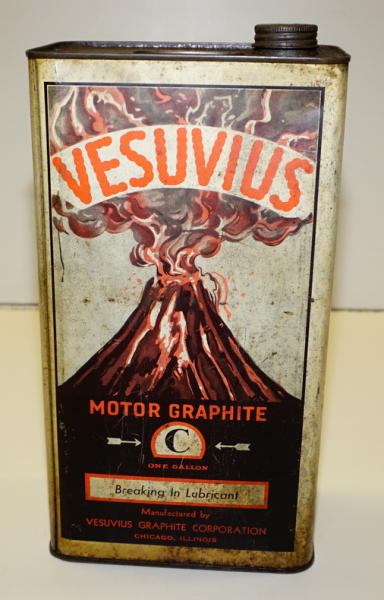 VESUVIUS
MOTOR GRAPHITE
C
ONE GALLON
Breaking In Lubricant
Manufactured by
VESUVIUS GRAPHITE CORPORATION
CHICAGO, ILLINOIS